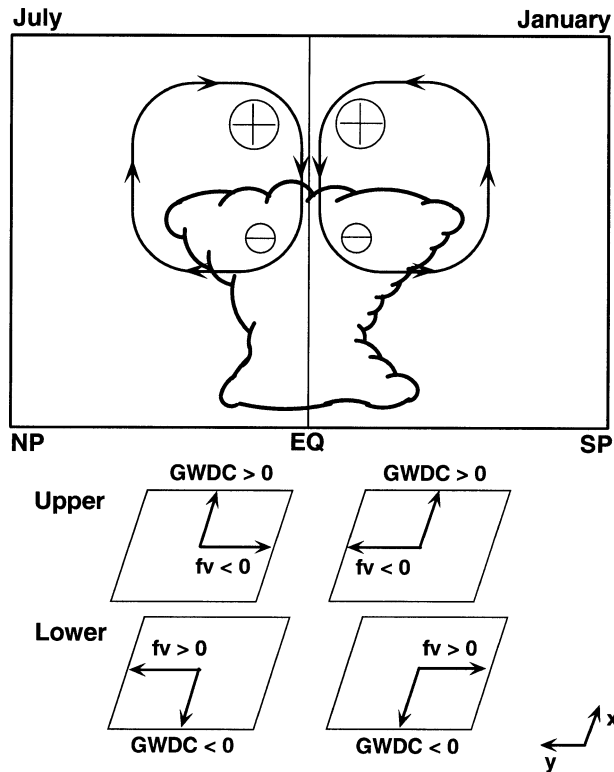 July January
NP EQ SP
GWDC > 0 GWDC > 0
Upper
fv < 0 fv < 0
Lower
fv > 0 fv > 0
GWDC < 0 GWDC < 0
x
y